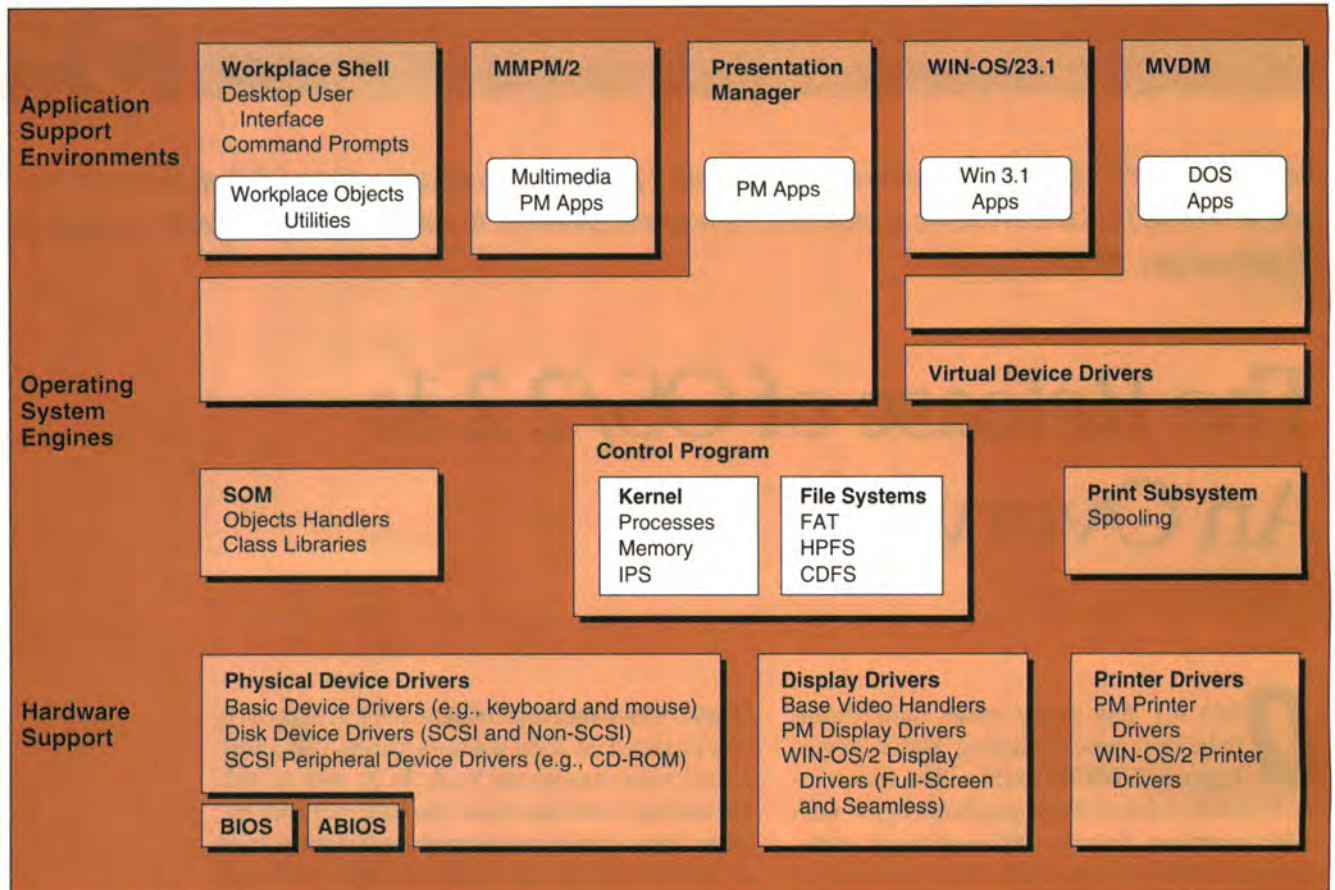 Application
Support
Environments
Workplace Shell
Desktop User
Interface
Command Prompts
Workplace Objects
Utilities
MMPM/2
Multimedia
PM Apps
Presentation
Manager
PM Apps
WIN-OS/23.1
Win 3.1
Apps
MVDM
DOS
Apps
Operating
System
Engines
Virtual Device Drivers
SOM
Objects Handlers
Class Libraries
Control Program
Kernel
Processes
Memory
IPS
File Systems
FAT
HPFS
CDFS
Print Subsystem
Spooling
Hardware
Support
Physical Device Drivers
Basic Device Drivers (e.g., keyboard and mouse)
Disk Device Drivers (SCSI and Non-SCSI)
SCSI Peripheral Device Drivers (e.g., CD-ROM)
BIOS
ABIOS
Display Drivers
Base Video Handlers
PM Display Drivers
WIN-OS/2 Display
Drivers (Full-Screen
and Seamless)
Printer Drivers
PM Printer
Drivers
WIN-OS/2 Printer
Drivers